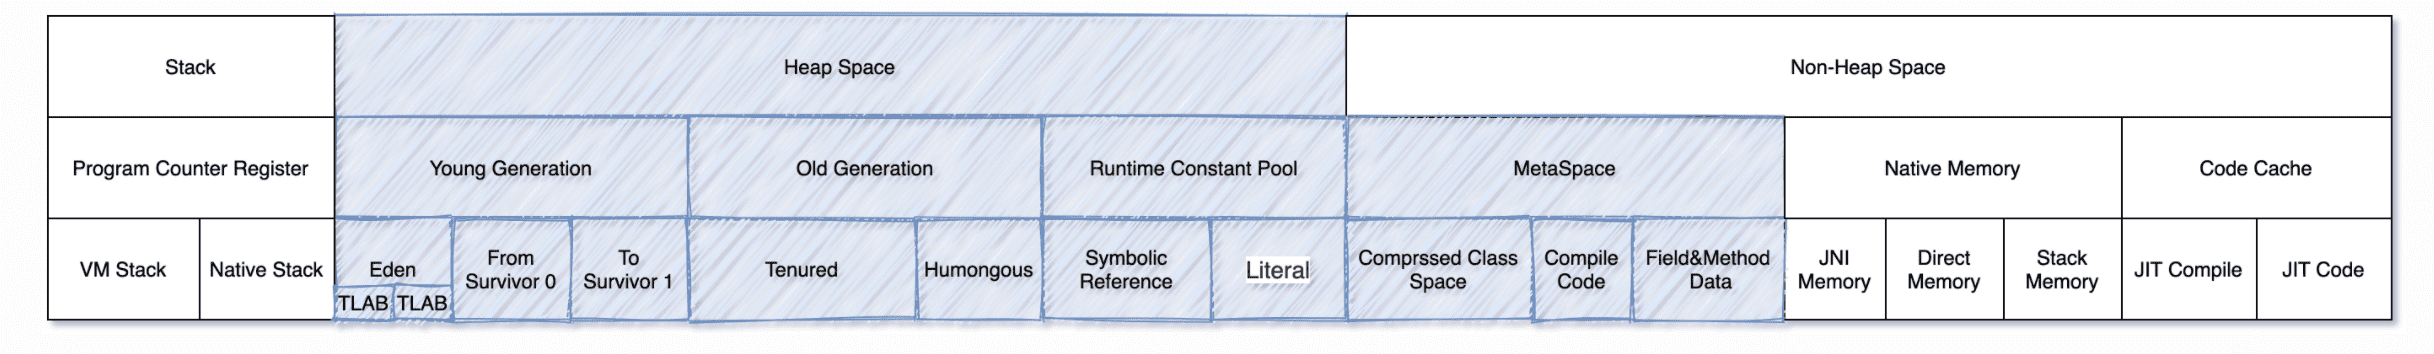 Stack
Heap Space
Non-Heap Space
Program Counter Register
Young Generation
Old Generation
Runtime Constant Pool
MetaSpace
Native Memory
Code Cache
VM Stack
Native Stack
Eden
TLAB
TLAB
From
Survivor 0
To
Survivor 1
Tenured
Humongous
Symbolic
Reference
Literal
Comprssed Class
Space
Compile
Code
Field&Method
Data
JNI
Memory
Direct
Memory
Stack
Memory
JIT Compile
JIT Code